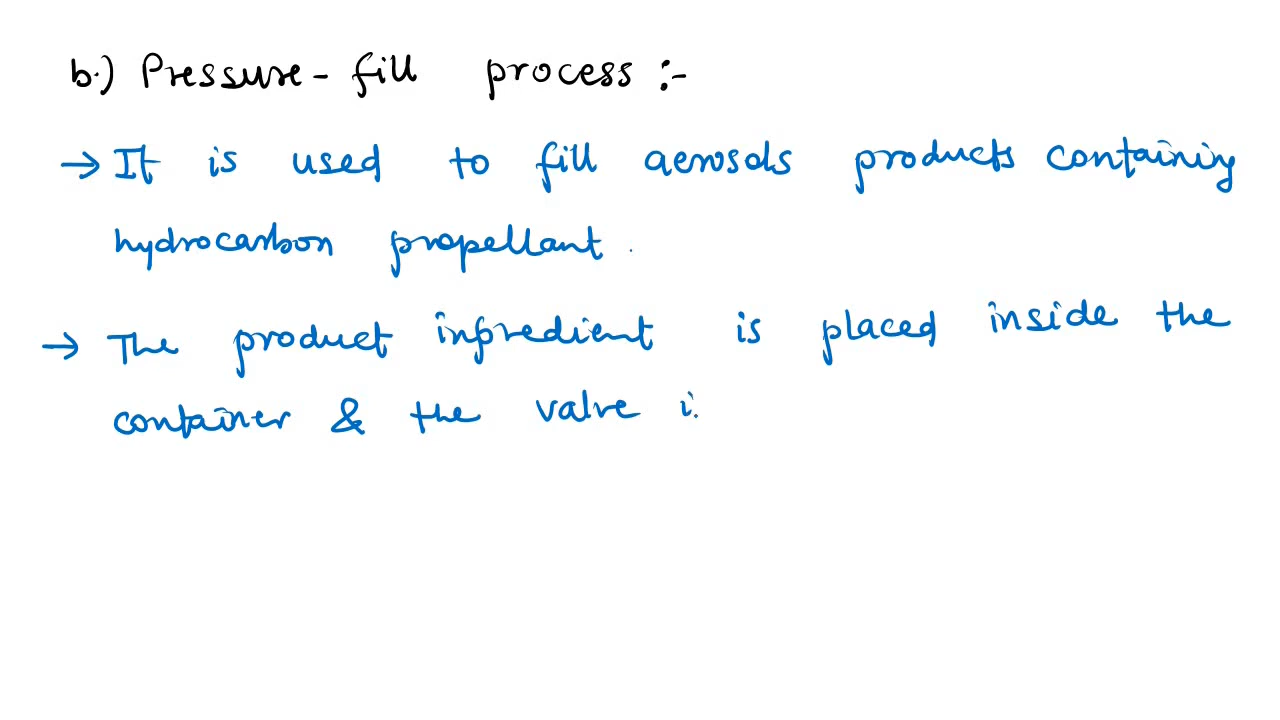 b.) Pressure - fill process :-
→ It is used to fill aerosols products containing
hydrocarbon propellant .
→ The product ingredient is placed inside the
container & the valve i